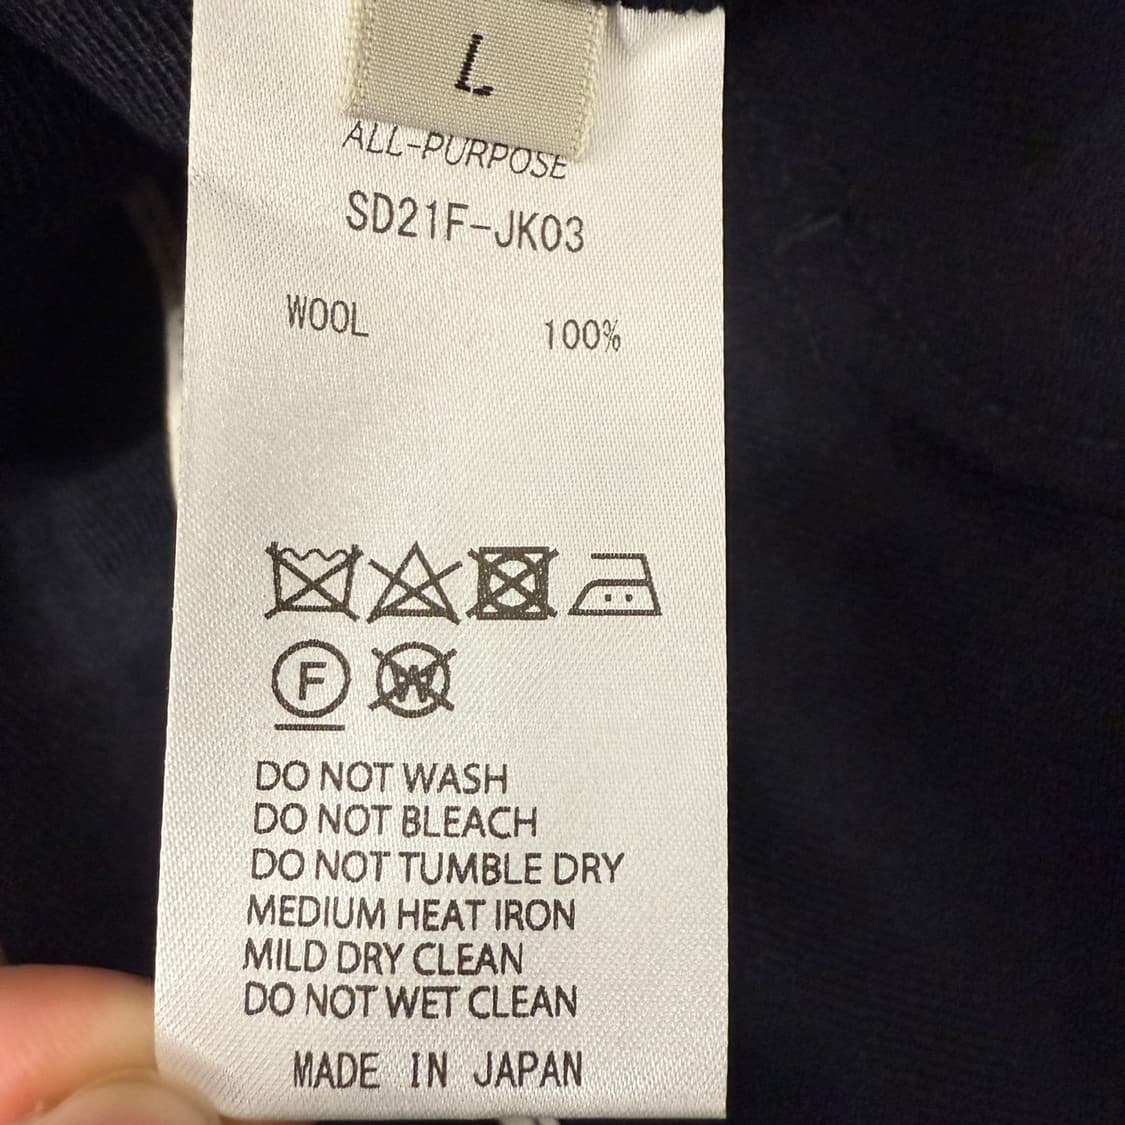 L
ALL-PURPOSE
SD21F-JK03
WOOL 100%
F W
DO NOT WASH
DO NOT BLEACH
DO NOT TUMBLE DRY
MEDIUM HEAT IRON
MILD DRY CLEAN
DO NOT WET CLEAN
MADE IN JAPAN